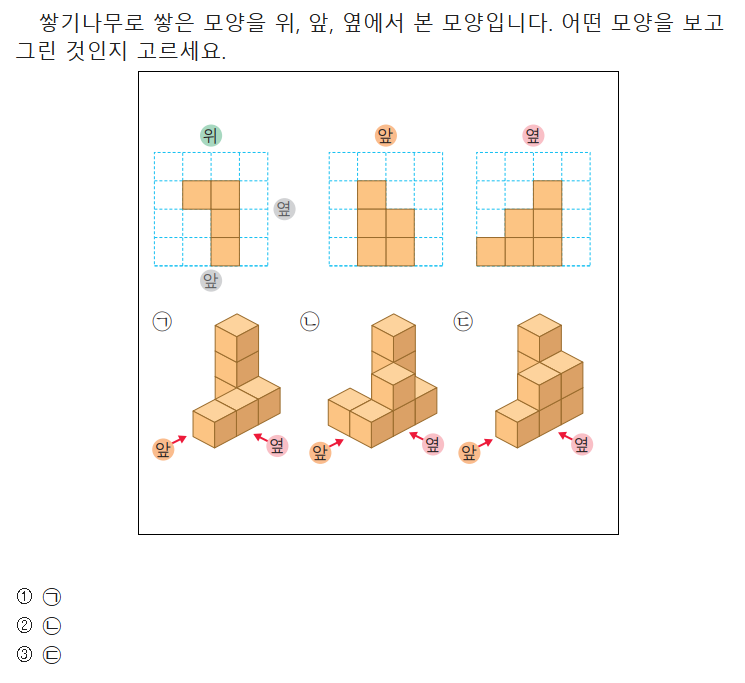 쌓기나무로 쌓은 모양을 위, 앞, 옆에서 본 모양입니다. 어떤 모양을 보고
그린 것인지 고르세요.
위 앞 옆
옆
앞
㉠ ㉡ ㉢
앞 옆 앞 옆 앞 옆
① ㉠
② ㉡
③ ㉢